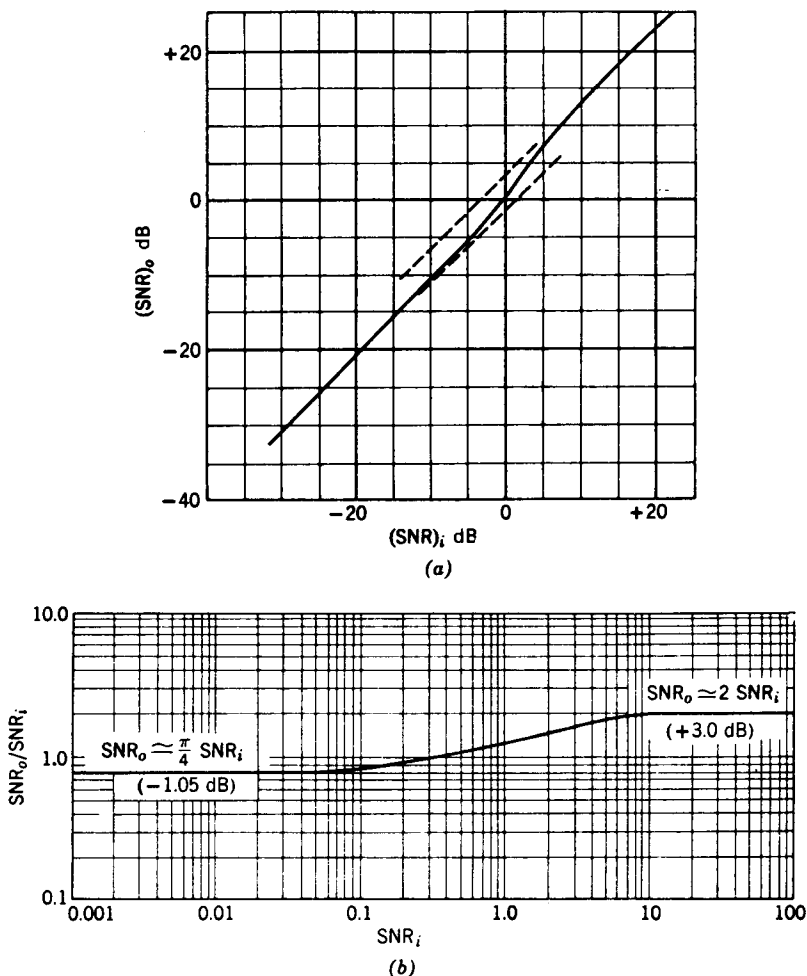 +20
0
−20
−40
(SNR)ₒ dB
−20 0 +20
(SNR)ᵢ dB
(a)
10.0
1.0
0.1
SNRₒ/SNRᵢ
SNRₒ ≃ π/4 SNRᵢ
(−1.05 dB)
SNRₒ ≃ 2 SNRᵢ
(+3.0 dB)
0.001 0.01 0.1 1.0 10 100
SNRᵢ
(b)